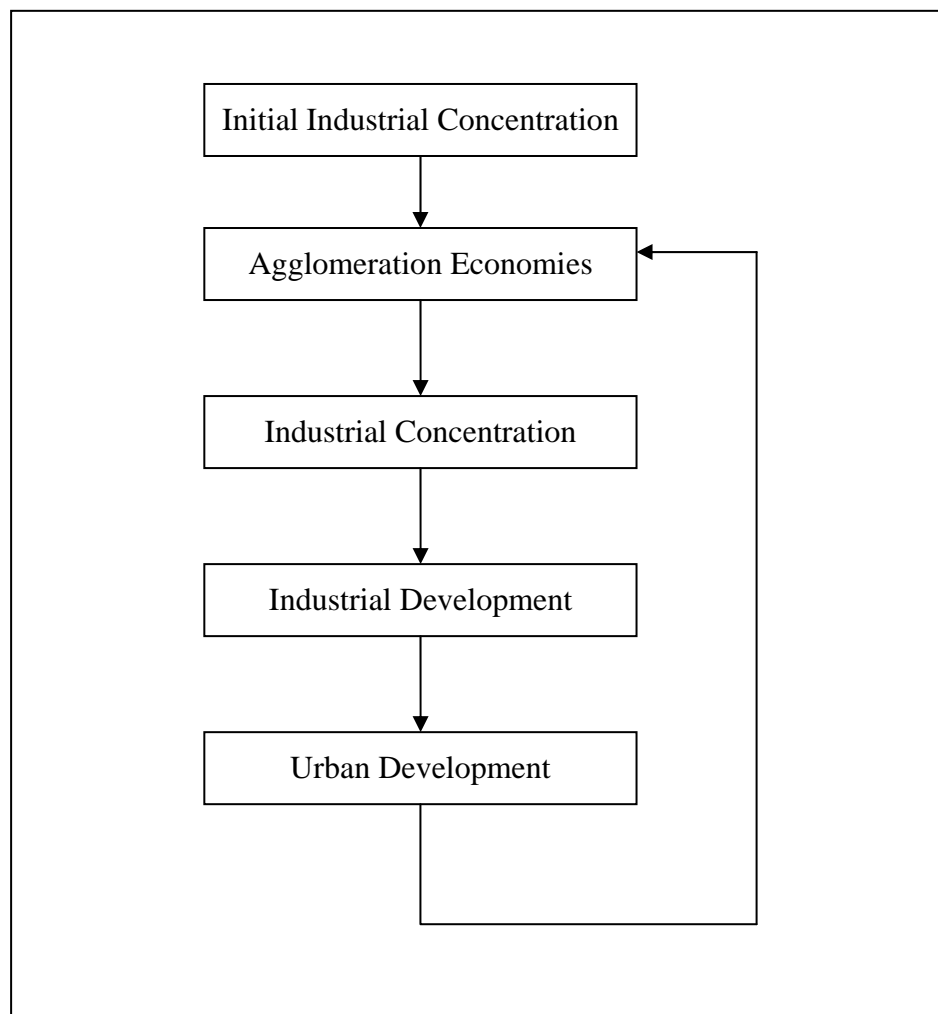 Initial Industrial Concentration
Agglomeration Economies
Industrial Concentration
Industrial Development
Urban Development